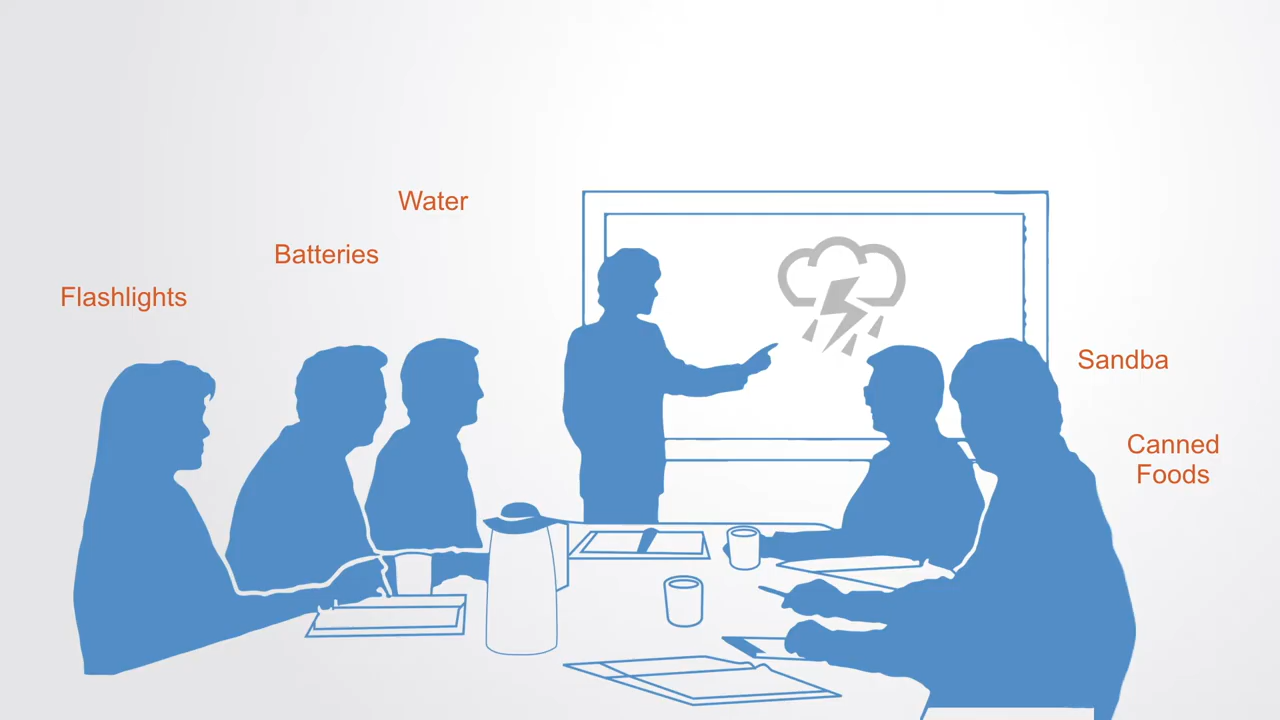 Water
Batteries
Flashlights
Sandba
Canned
Foods